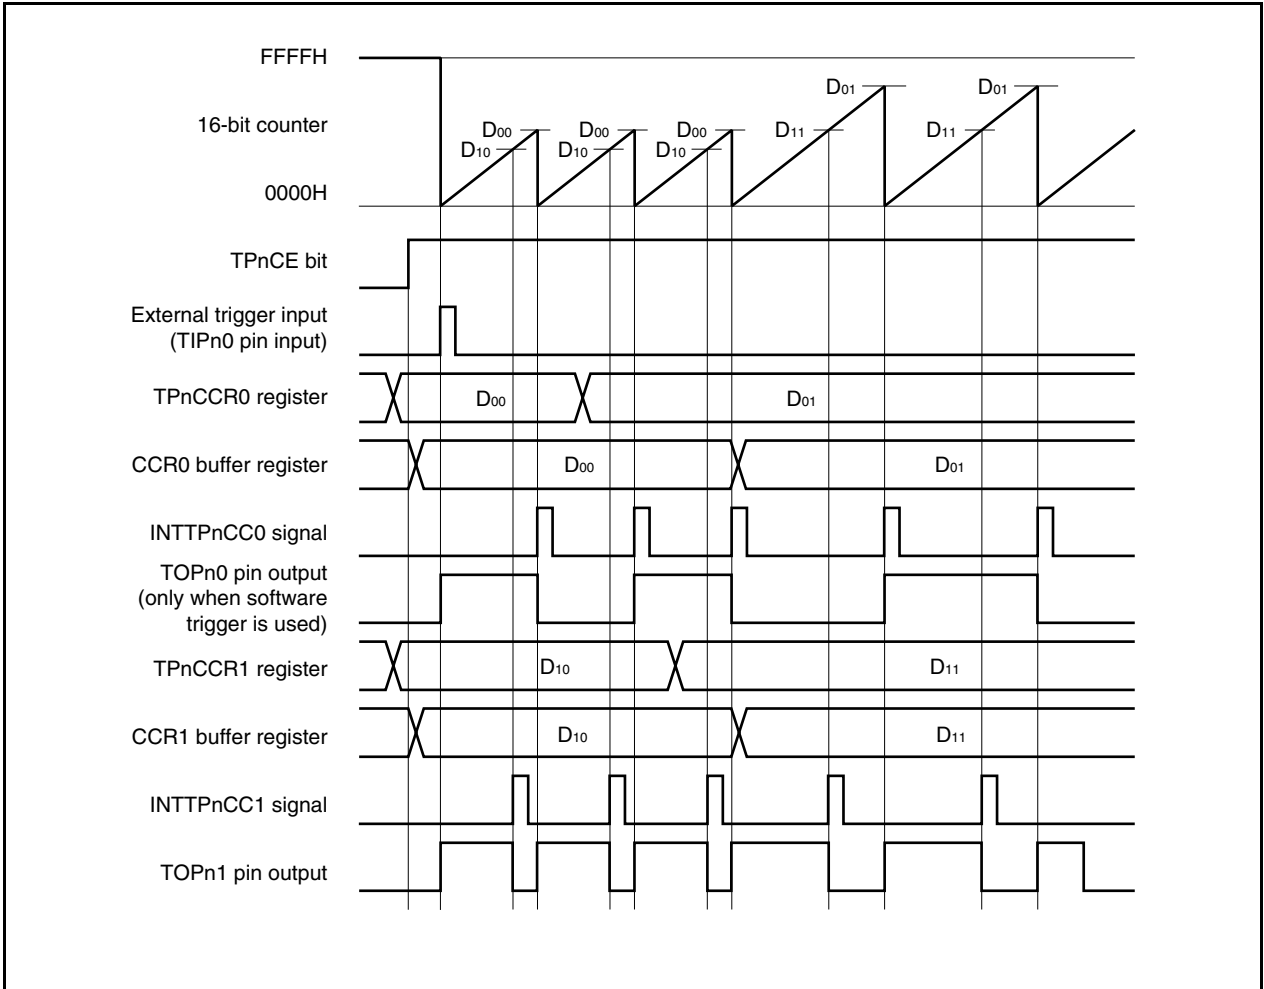 FFFFH
16-bit counter
0000H
D00
D10
D00
D10
D00
D10
D01
D11
D01
D11
TPnCE bit
External trigger input
(TIPn0 pin input)
TPnCCR0 register
D00
D01
CCR0 buffer register
D00
D01
INTTPnCC0 signal
TOPn0 pin output
(only when software
trigger is used)
TPnCCR1 register
D10
D11
CCR1 buffer register
D10
D11
INTTPnCC1 signal
TOPn1 pin output